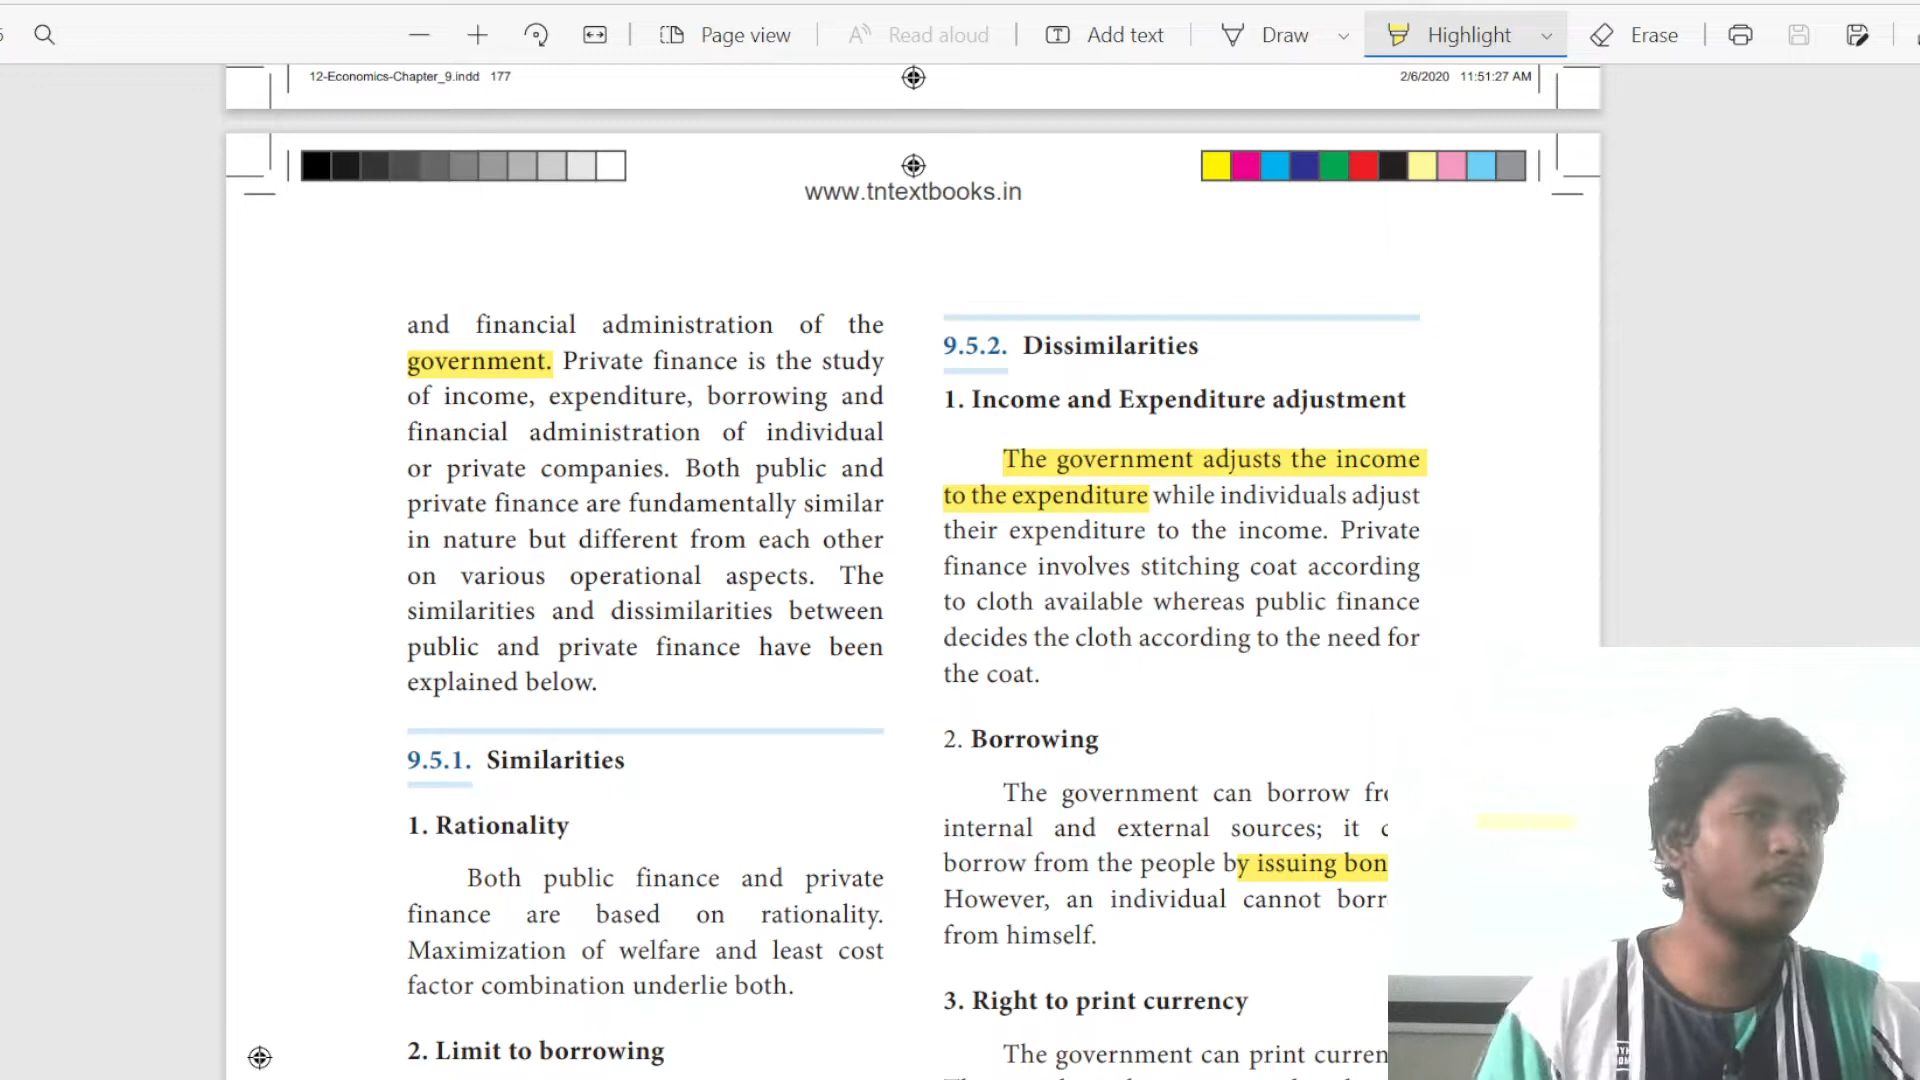 Page view
Read aloud
Add text
Draw
Highlight
Erase
12-Economics-Chapter_9.indd 177
2/6/2020 11:51:27 AM
www.tntextbooks.in
and financial administration of the
government. Private finance is the study
of income, expenditure, borrowing and
financial administration of individual
or private companies. Both public and
private finance are fundamentally similar
in nature but different from each other
on various operational aspects. The
similarities and dissimilarities between
public and private finance have been
explained below.
9.5.1. Similarities
1. Rationality
Both public finance and private
finance are based on rationality.
Maximization of welfare and least cost
factor combination underlie both.
2. Limit to borrowing
9.5.2. Dissimilarities
1. Income and Expenditure adjustment
The government adjusts the income
to the expenditure while individuals adjust
their expenditure to the income. Private
finance involves stitching coat according
to cloth available whereas public finance
decides the cloth according to the need for
the coat.
2. Borrowing
The government can borrow
internal and external sources; it
borrow from the people by issuing
However, an individual cannot
from himself.
3. Right to print currency
The government can print